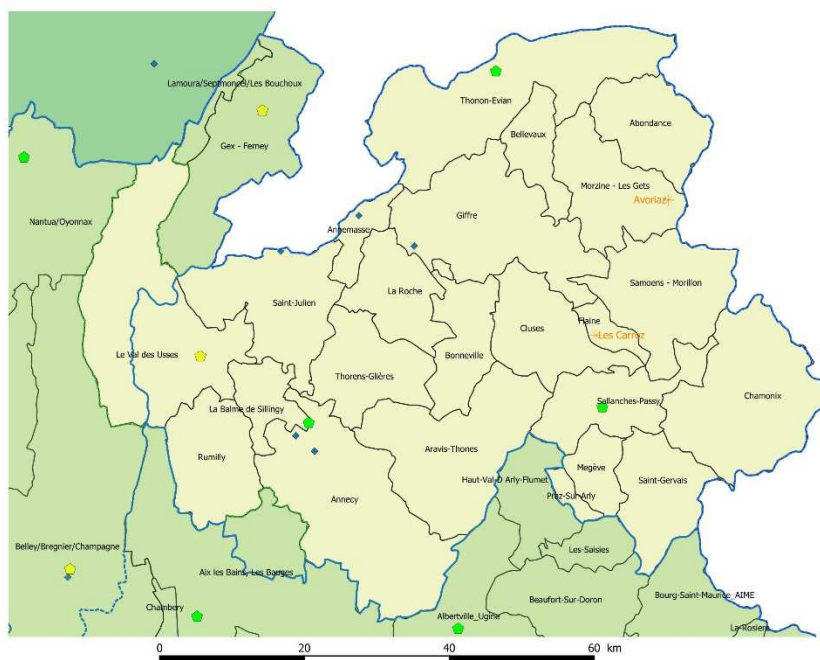 Lamoura/Septmoncel/Les Bouchoux
Thonon-Evian
Abondance
Bellevaux
Gex - Ferney
Morzine - Les Gets
Avoriaz
Nantua/Oyonnax
Giffre
Annemasse
Samoens - Morillon
La Roche
Saint-Julien
Flaine
Les Carroz
Cluses
Le Val des Usses
Bonneville
Thorens-Glières
Chamonix
Sallanches-Passy
La Balme de Sillingy
Aravis-Thones
Rumilly
Megève
Haut-Val-D Arly-Flumet
Saint-Gervais
Annecy
Praz-Sur-Arly
Belley/Bregnier/Champagne
Les-Saisies
Aix les Bains, Les Bauges
Beaufort-Sur-Doron
Bourg-Saint-Maurice_AIME
Chambery
Albertville_Ugine
La-Rosiere
0 20 40 60 km